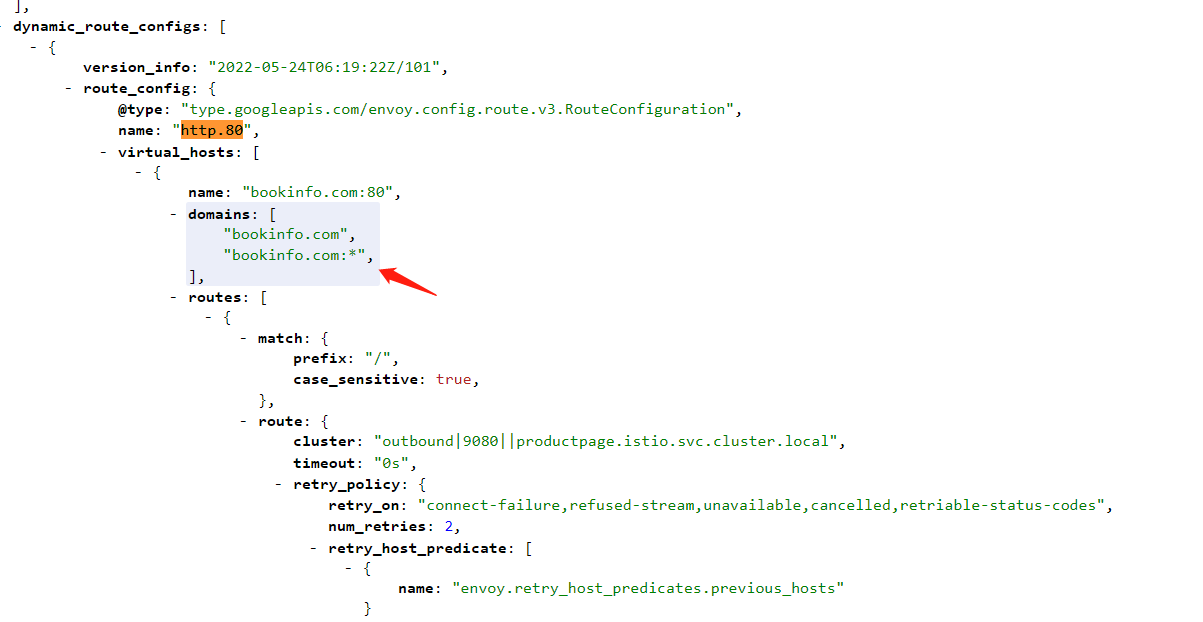 ],
- dynamic_route_configs: [
- {
version_info: "2022-05-24T06:19:22Z/101",
- route_config: {
@type: "type.googleapis.com/envoy.config.route.v3.RouteConfiguration",
name: "http.80",
- virtual_hosts: [
- {
name: "bookinfo.com:80",
- domains: [
"bookinfo.com",
"bookinfo.com:*",
],
- routes: [
- {
- match: {
prefix: "/",
case_sensitive: true,
},
- route: {
cluster: "outbound|9080||productpage.istio.svc.cluster.local",
timeout: "0s",
- retry_policy: {
retry_on: "connect-failure,refused-stream,unavailable,cancelled,retriable-status-codes",
num_retries: 2,
- retry_host_predicate: [
- {
name: "envoy.retry_host_predicates.previous_hosts"
}